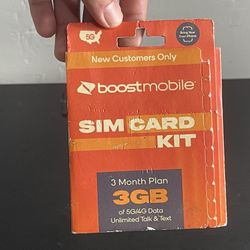 5G
Bring Your
Own Phone
New Customers Only
boostmobile
SIM CARD
KIT
3 Month Plan
3GB
of 5G/4G Data
Unlimited Talk & Text